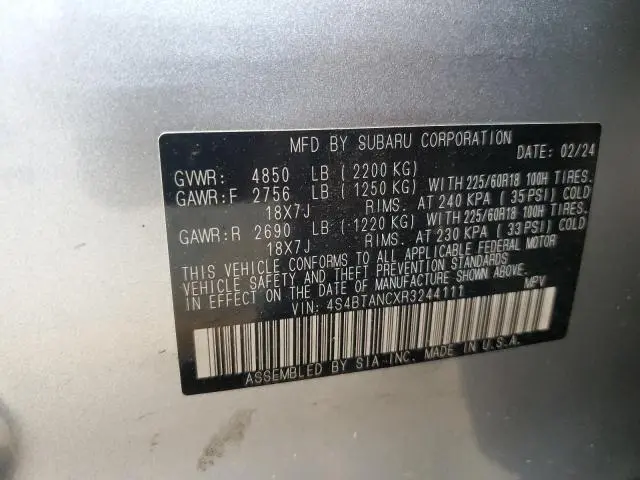 MFD BY SUBARU CORPORATION DATE: 02/24
GVWR: 4850 LB (2200 KG)
GAWR:F 2756 LB (1250 KG) WITH 225/60R18 100H TIRES.
18X7J RIMS. AT 240 KPA (35 PSI) COLD
GAWR:R 2690 LB (1220 KG) WITH 225/60R18 100H TIRES.
18X7J RIMS. AT 230 KPA (33 PSI) COLD
THIS VEHICLE CONFORMS TO ALL APPLICABLE FEDERAL MOTOR
VEHICLE SAFETY AND THEFT PREVENTION STANDARDS
IN EFFECT ON THE DATE OF MANUFACTURE SHOWN ABOVE.
VIN: 4S4BTANCXR3244111 MPV
ASSEMBLED BY SIA INC. MADE IN U.S.A.